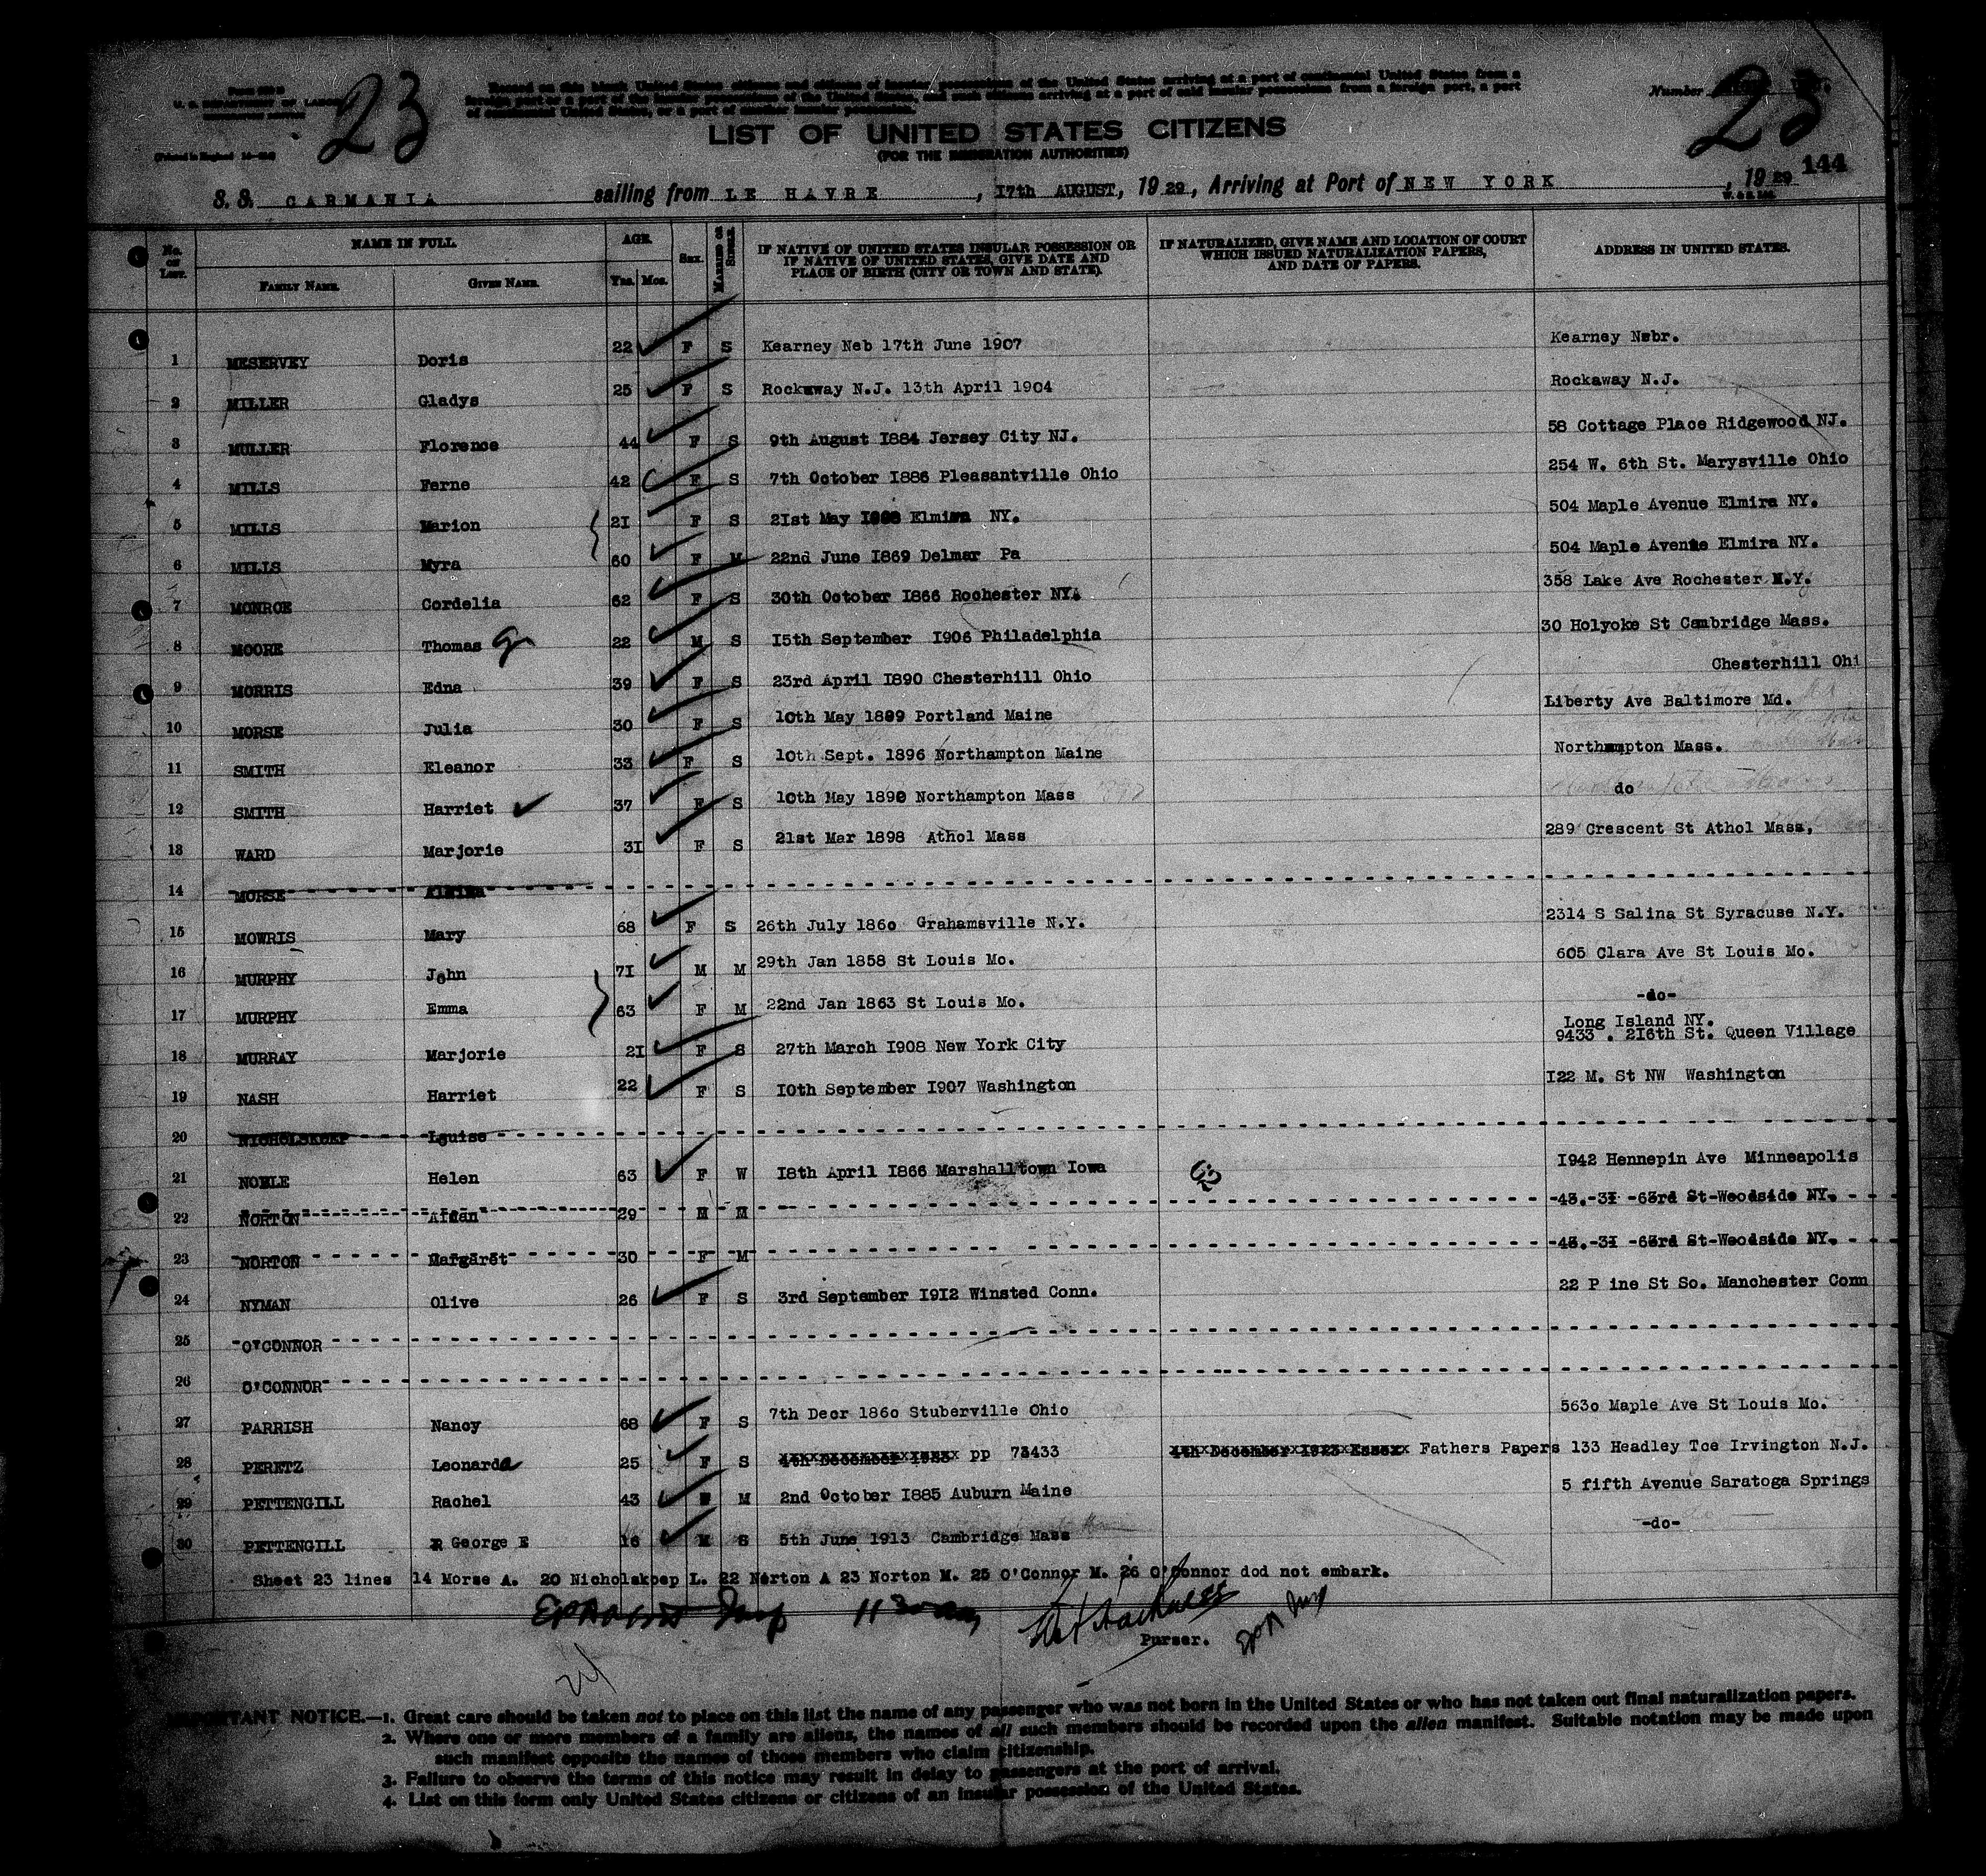 23
U. S. DEPARTMENT OF LABOR
Number
23
LIST OF UNITED STATES CITIZENS
(FOR THE IMMIGRATION AUTHORITIES)
144
S. S. CARMANIA sailing from LE HAVRE, 17th AUGUST, 1929, Arriving at Port of NEW YORK, 1929
No. on List. NAME IN FULL. AGE. Sex. MARRIED OR SINGLE. IF NATIVE OF UNITED STATES INSULAR POSSESSION OR IF NATIVE OF UNITED STATES, GIVE DATE AND PLACE OF BIRTH (CITY OR TOWN AND STATE). IF NATURALIZED, GIVE NAME AND LOCATION OF COURT WHICH ISSUED NATURALIZATION PAPERS, AND DATE OF PAPERS. ADDRESS IN UNITED STATES.
FAMILY NAME. GIVEN NAME. Yrs. Mos.
1 MESERVEY Doris 22 F S Kearney Neb 17th June 1907 Kearney Nebr.
2 MILLER Gladys 25 F S Rockaway N.J. 13th April 1904 Rockaway N.J.
3 MULLER Florence 44 F S 9th August 1884 Jersey City NJ. 58 Cottage Place Ridgewood NJ.
4 MILLS Ferne 42 F S 7th October 1886 Pleasantville Ohio 254 W. 6th St. Marysville Ohio
5 MILLS Marion 21 F S 21st May 1908 Elmira NY. 504 Maple Avenue Elmira NY.
6 MILLS Myra 60 F M 22nd June 1869 Delmar Pa 504 Maple Avenue Elmira NY.
7 MONROE Cordelia 62 F S 30th October 1866 Rochester NY. 358 Lake Ave Rochester N.Y.
8 MOORE Thomas 22 M S 15th September 1906 Philadelphia 30 Holyoke St Cambridge Mass.
9 MORRIS Edna 39 F S 23rd April 1890 Chesterhill Ohio Chesterhill Ohi
10 MORSE Julia 30 F S 10th May 1899 Portland Maine Liberty Ave Baltimore Md.
11 SMITH Eleanor 33 F S 10th Sept. 1896 Northampton Maine Northampton Mass.
12 SMITH Harriet 37 F S 10th May 1890 Northampton Mass do
13 WARD Marjorie 31 F S 21st Mar 1898 Athol Mass 289 Crescent St Athol Mass,
14 MORSE
15 MOWRIS Mary 68 F S 26th July 1860 Grahamsville N.Y. 2314 S Salina St Syracuse N.Y.
16 MURPHY John 71 M M 29th Jan 1858 St Louis Mo. 605 Clara Ave St Louis Mo.
17 MURPHY Emma 63 F M 22nd Jan 1863 St Louis Mo. -do-
Long Island NY.
18 MURRAY Marjorie 21 F S 27th March 1908 New York City 9433 . 216th St. Queen Village
19 NASH Harriet 22 F S 10th September 1907 Washington 122 M. St NW Washington
20 NICHOLSKOEP Louise
21 NOBLE Helen 63 F W 18th April 1866 Marshalltown Iowa 62 1942 Hennepin Ave Minneapolis
22 NORTON Aidan 29 M M 43.-31 -63rd St-Woodside NY.
23 NORTON Margaret 30 F M 43.-31 -63rd St-Woodside NY.
24 NYMAN Olive 26 F S 3rd September 1912 Winsted Conn. 22 P ine St So. Manchester Conn
25 O'CONNOR
26 O'CONNOR
27 PARRISH Nancy 68 F S 7th Decr 1860 Stuberville Ohio 5630 Maple Ave St Louis Mo.
28 PERETZ Leonarda 25 F S 4th December 1923 pp 73433 4th December 1923 Essex Fathers Papers 133 Headley Tce Irvington N.J.
29 PETTENGILL Rachel 43 F M 2nd October 1885 Auburn Maine 5 fifth Avenue Saratoga Springs
30 PETTENGILL R George E 16 M S 5th June 1913 Cambridge Mass -do-
Sheet 23 lines 14 Morse A. 20 Nicholskoep L. 22 Norton A 23 Norton M. 25 O'Connor M. 26 O'Connor dod not embark.
Purser.
IMPORTANT NOTICE.—1. Great care should be taken not to place on this list the name of any passenger who was not born in the United States or who has not taken out final naturalization papers.
2. Where one or more members of a family are aliens, the names of all such members should be recorded upon the alien manifest. Suitable notation may be made upon
such manifest opposite the names of those members who claim citizenship.
3. Failure to observe the terms of this notice may result in delay to passengers at the port of arrival.
4. List on this form only United States citizens or citizens of an insular possession of the United States.